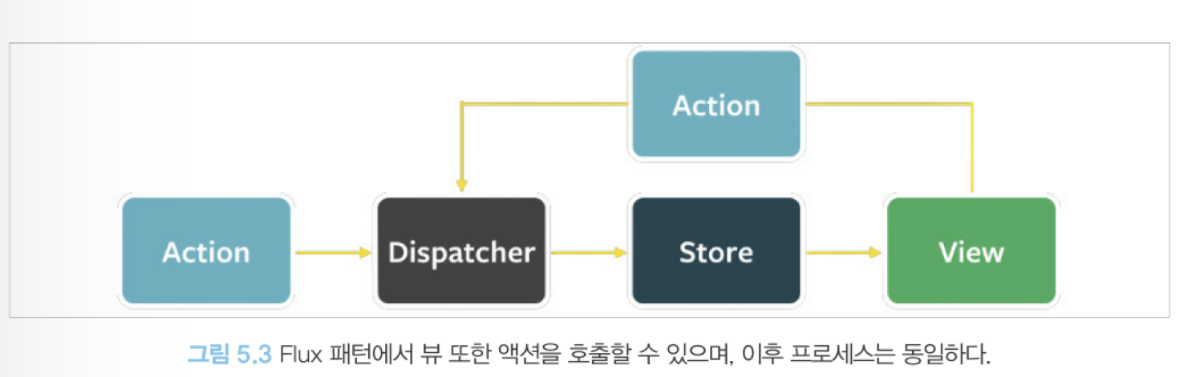 Action
Action
Dispatcher
Store
View
그림 5.3 Flux 패턴에서 뷰 또한 액션을 호출할 수 있으며, 이후 프로세스는 동일하다.